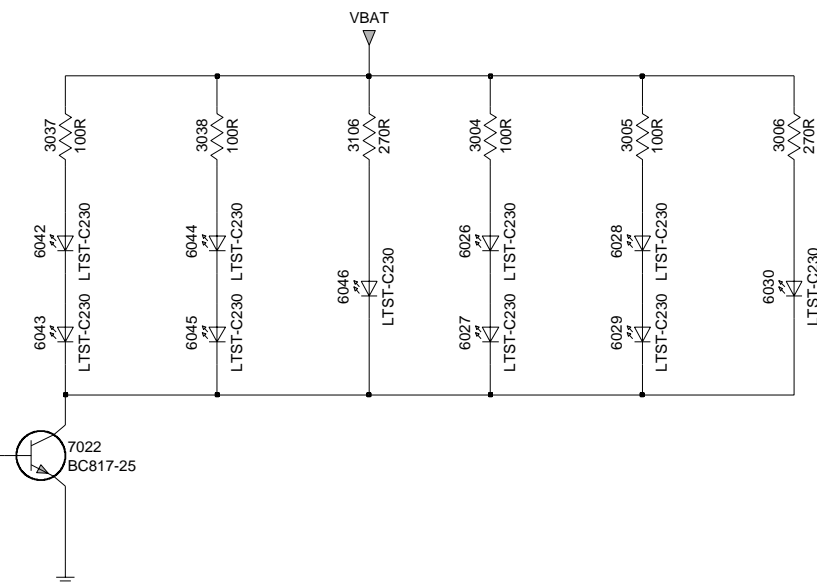 VBAT
3037
100R
3038
100R
3106
270R
3004
100R
3005
100R
3006
270R
6042
LTST-C230
6044
LTST-C230
6026
LTST-C230
6028
LTST-C230
6043
LTST-C230
6045
LTST-C230
6046
LTST-C230
6027
LTST-C230
6029
LTST-C230
6030
LTST-C230
7022
BC817-25